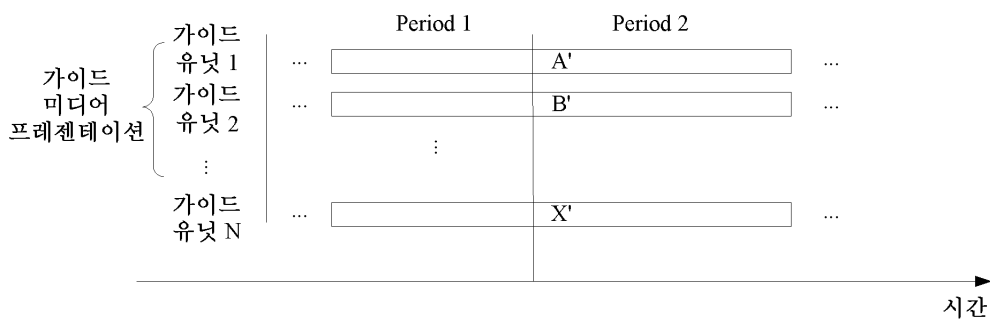 Period 1 Period 2
가이드
유닛 1
... A' ...
가이드
미디어
프레젠테이션
가이드
유닛 2
... B' ...
⋮ ⋮
가이드
유닛 N
... X' ...
시간